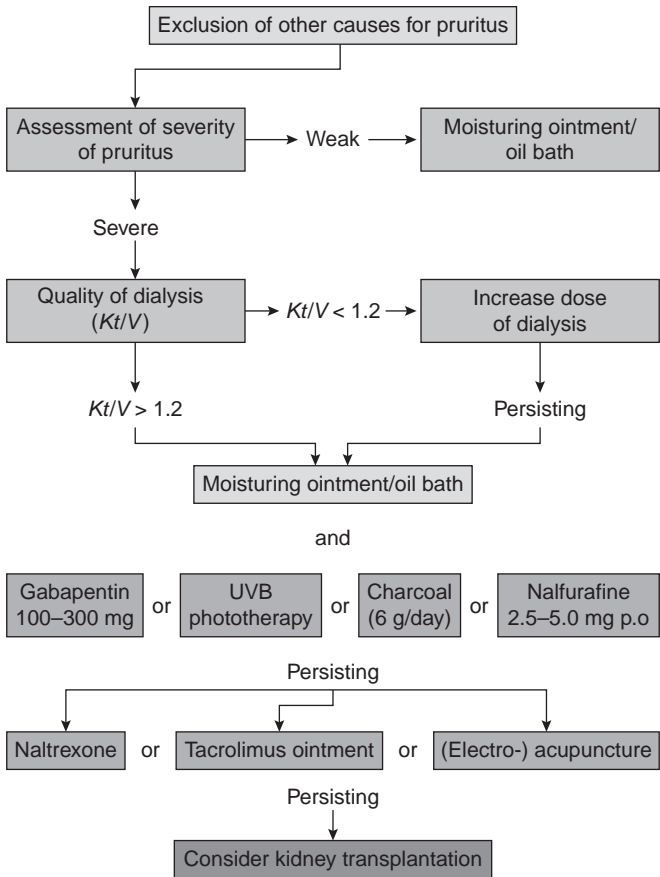 Exclusion of other causes for pruritus
Assessment of severity
of pruritus
Weak
Moisturing ointment/
oil bath
Severe
Quality of dialysis
(Kt/V)
Kt/V < 1.2
Increase dose
of dialysis
Kt/V > 1.2
Persisting
Moisturing ointment/oil bath
and
Gabapentin
100–300 mg
or
UVB
phototherapy
or
Charcoal
(6 g/day)
or
Nalfurafine
2.5–5.0 mg p.o
Persisting
Naltrexone
or
Tacrolimus ointment
or
(Electro-) acupuncture
Persisting
Consider kidney transplantation